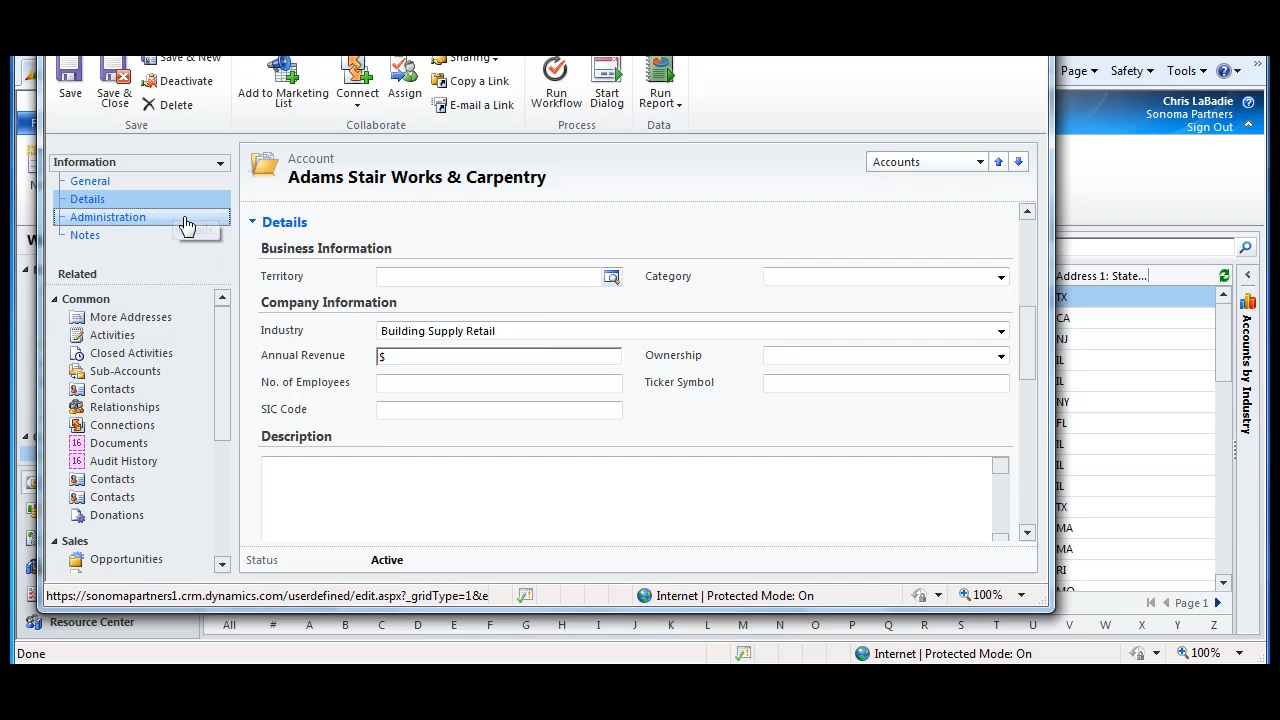 Sharing
Save & New
Page
Safety
Tools
Deactivate
Copy a Link
Save
Save & Close
Delete
Add to Marketing List
Connect
Assign
E-mail a Link
Run Workflow
Start Dialog
Run Report
Save
Collaborate
Process
Data
Chris LaBadie
Sonoma Partners
Sign Out
Information
General
Details
Administration
Notes
Account
Adams Stair Works & Carpentry
Accounts
Related
Common
More Addresses
Activities
Closed Activities
Sub-Accounts
Contacts
Relationships
Connections
16 Documents
16 Audit History
Contacts
Contacts
Donations
Sales
Opportunities
Details
Business Information
Territory
Category
Company Information
Industry Building Supply Retail
Annual Revenue $
Ownership
No. of Employees
Ticker Symbol
SIC Code
Description
Status Active
https://sonomapartners1.crm.dynamics.com/userdefined/edit.aspx?_gridType=1&e
Internet | Protected Mode: On
100%
Address 1: State...
TX
CA
NJ
IL
IL
NY
FL
IL
IL
IL
TX
MA
MA
RI
MO
Accounts by Industry
Page 1
Resource Center
All # A B C D E F G H I J K L M N O P Q R S T U V W X Y Z
Done
Internet | Protected Mode: On
100%